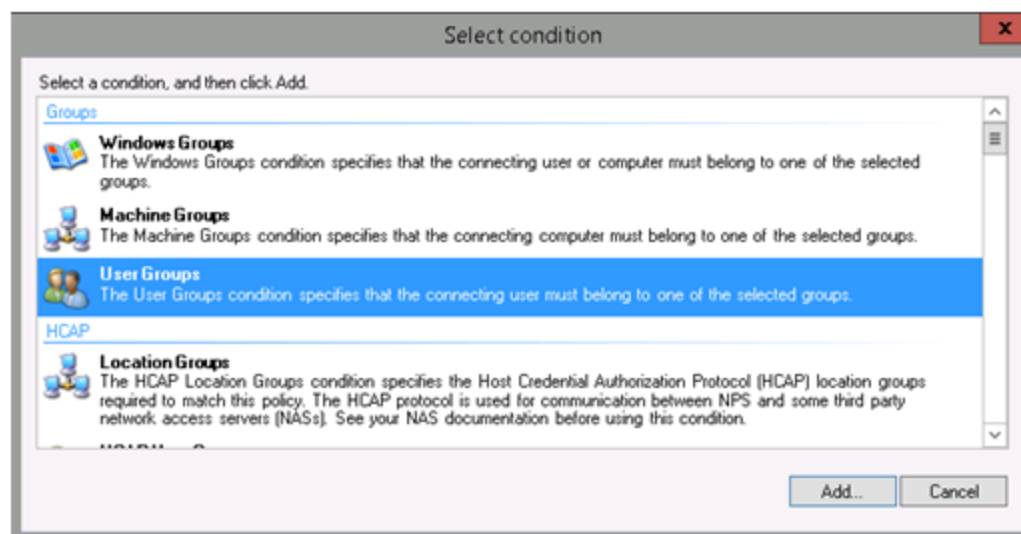 Select condition
x
Select a condition, and then click Add.
Groups
Windows Groups
The Windows Groups condition specifies that the connecting user or computer must belong to one of the selected
groups.
Machine Groups
The Machine Groups condition specifies that the connecting computer must belong to one of the selected groups.
User Groups
The User Groups condition specifies that the connecting user must belong to one of the selected groups.
HCAP
Location Groups
The HCAP Location Groups condition specifies the Host Credential Authorization Protocol (HCAP) location groups
required to match this policy. The HCAP protocol is used for communication between NPS and some third party
network access servers (NASs). See your NAS documentation before using this condition.
Add... Cancel